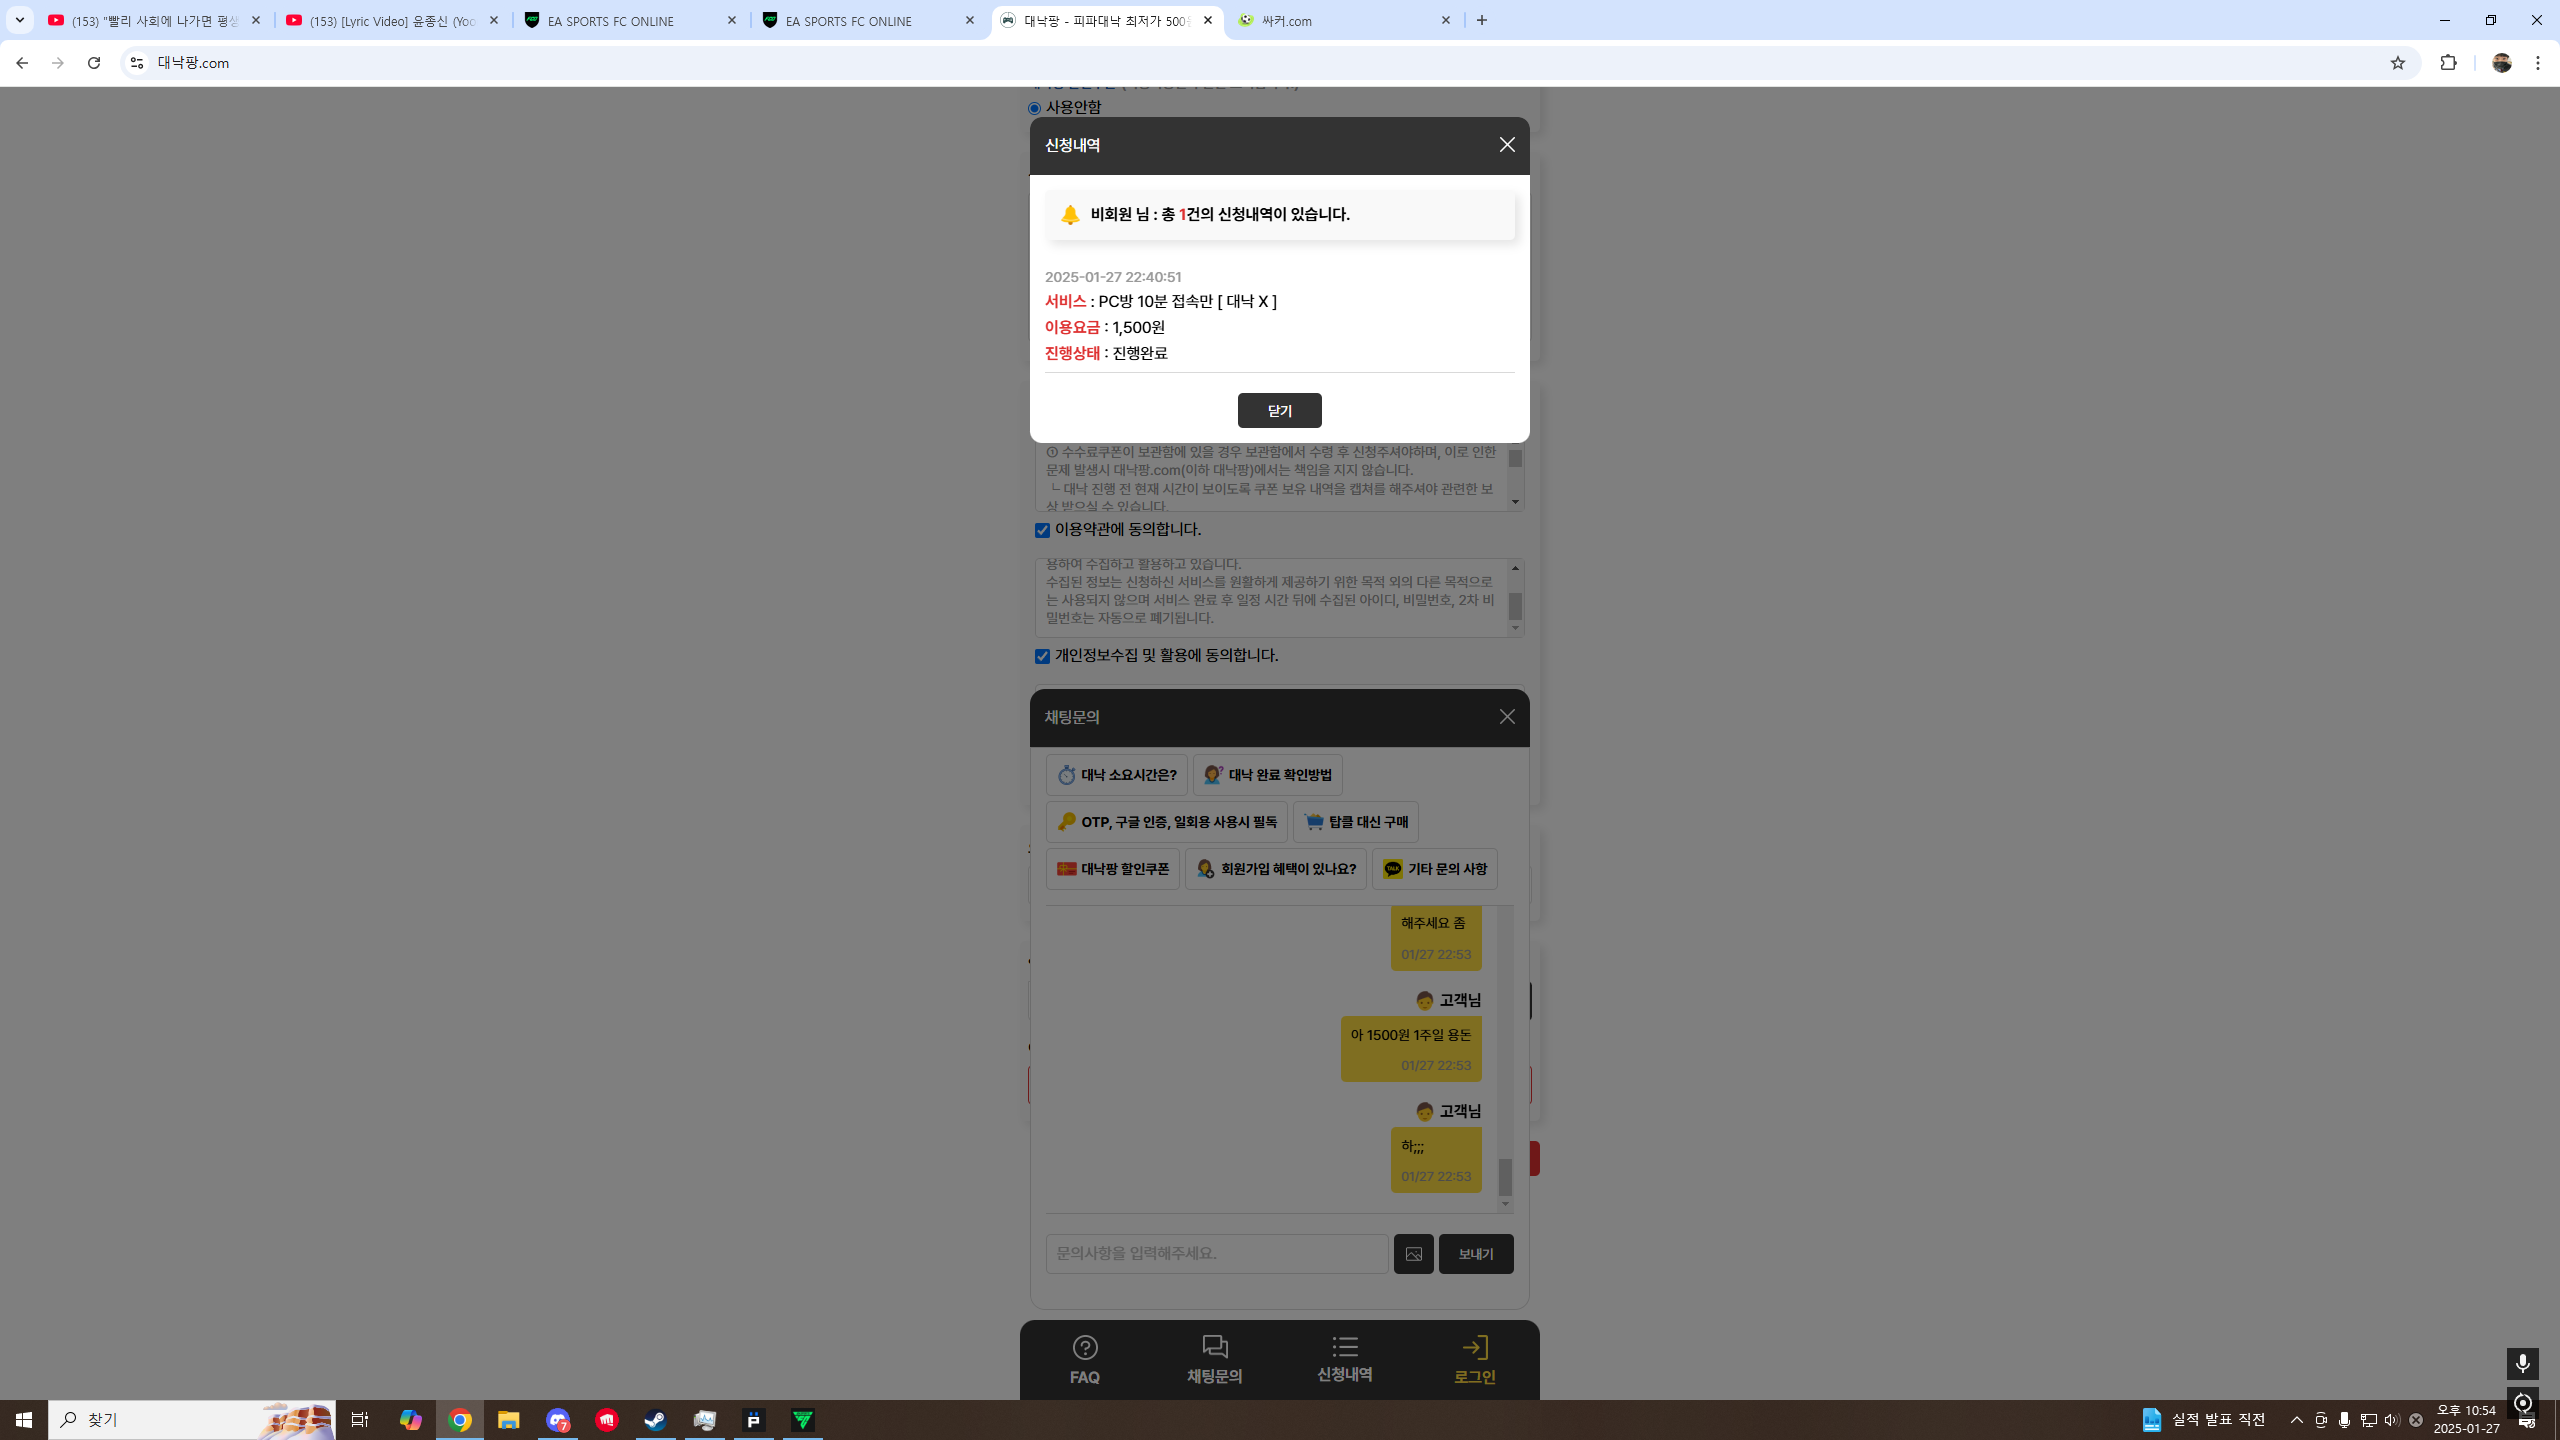 (153) "빨리 사회에 나가면 평생
(153) [Lyric Video] 윤종신 (Yoo
EA SPORTS FC ONLINE
EA SPORTS FC ONLINE
대낙팡 - 피파대낙 최저가 500원
싸커.com
대낙팡.com
사용안함
신청내역
비회원 님 : 총 1건의 신청내역이 있습니다.
2025-01-27 22:40:51
서비스 : PC방 10분 접속만 [ 대낙 X ]
이용요금 : 1,500원
진행상태 : 진행완료
닫기
① 수수료쿠폰이 보관함에 있을 경우 보관함에서 수령 후 신청주셔야하며, 이로 인한
문제 발생시 대낙팡.com(이하 대낙팡)에서는 책임을 지지 않습니다.
└ 대낙 진행 전 현재 시간이 보이도록 쿠폰 보유 내역을 캡쳐를 해주셔야 관련한 보
상 받으실 수 있습니다.
이용약관에 동의합니다.
용하여 수집하고 활용하고 있습니다.
수집된 정보는 신청하신 서비스를 원활하게 제공하기 위한 목적 외의 다른 목적으로
는 사용되지 않으며 서비스 완료 후 일정 시간 뒤에 수집된 아이디, 비밀번호, 2차 비
밀번호는 자동으로 폐기됩니다.
개인정보수집 및 활용에 동의합니다.
채팅문의
대낙 소요시간은?
대낙 완료 확인방법
OTP, 구글 인증, 일회용 사용시 필독
탑클 대신 구매
대낙팡 할인쿠폰
회원가입 혜택이 있나요?
TALK 기타 문의 사항
해주세요 좀
01/27 22:53
고객님
아 1500원 1주일 용돈
01/27 22:53
고객님
하;;;
01/27 22:53
문의사항을 입력해주세요.
보내기
FAQ
채팅문의
신청내역
로그인
찾기
7
실적 발표 직전
오후 10:54
2025-01-27